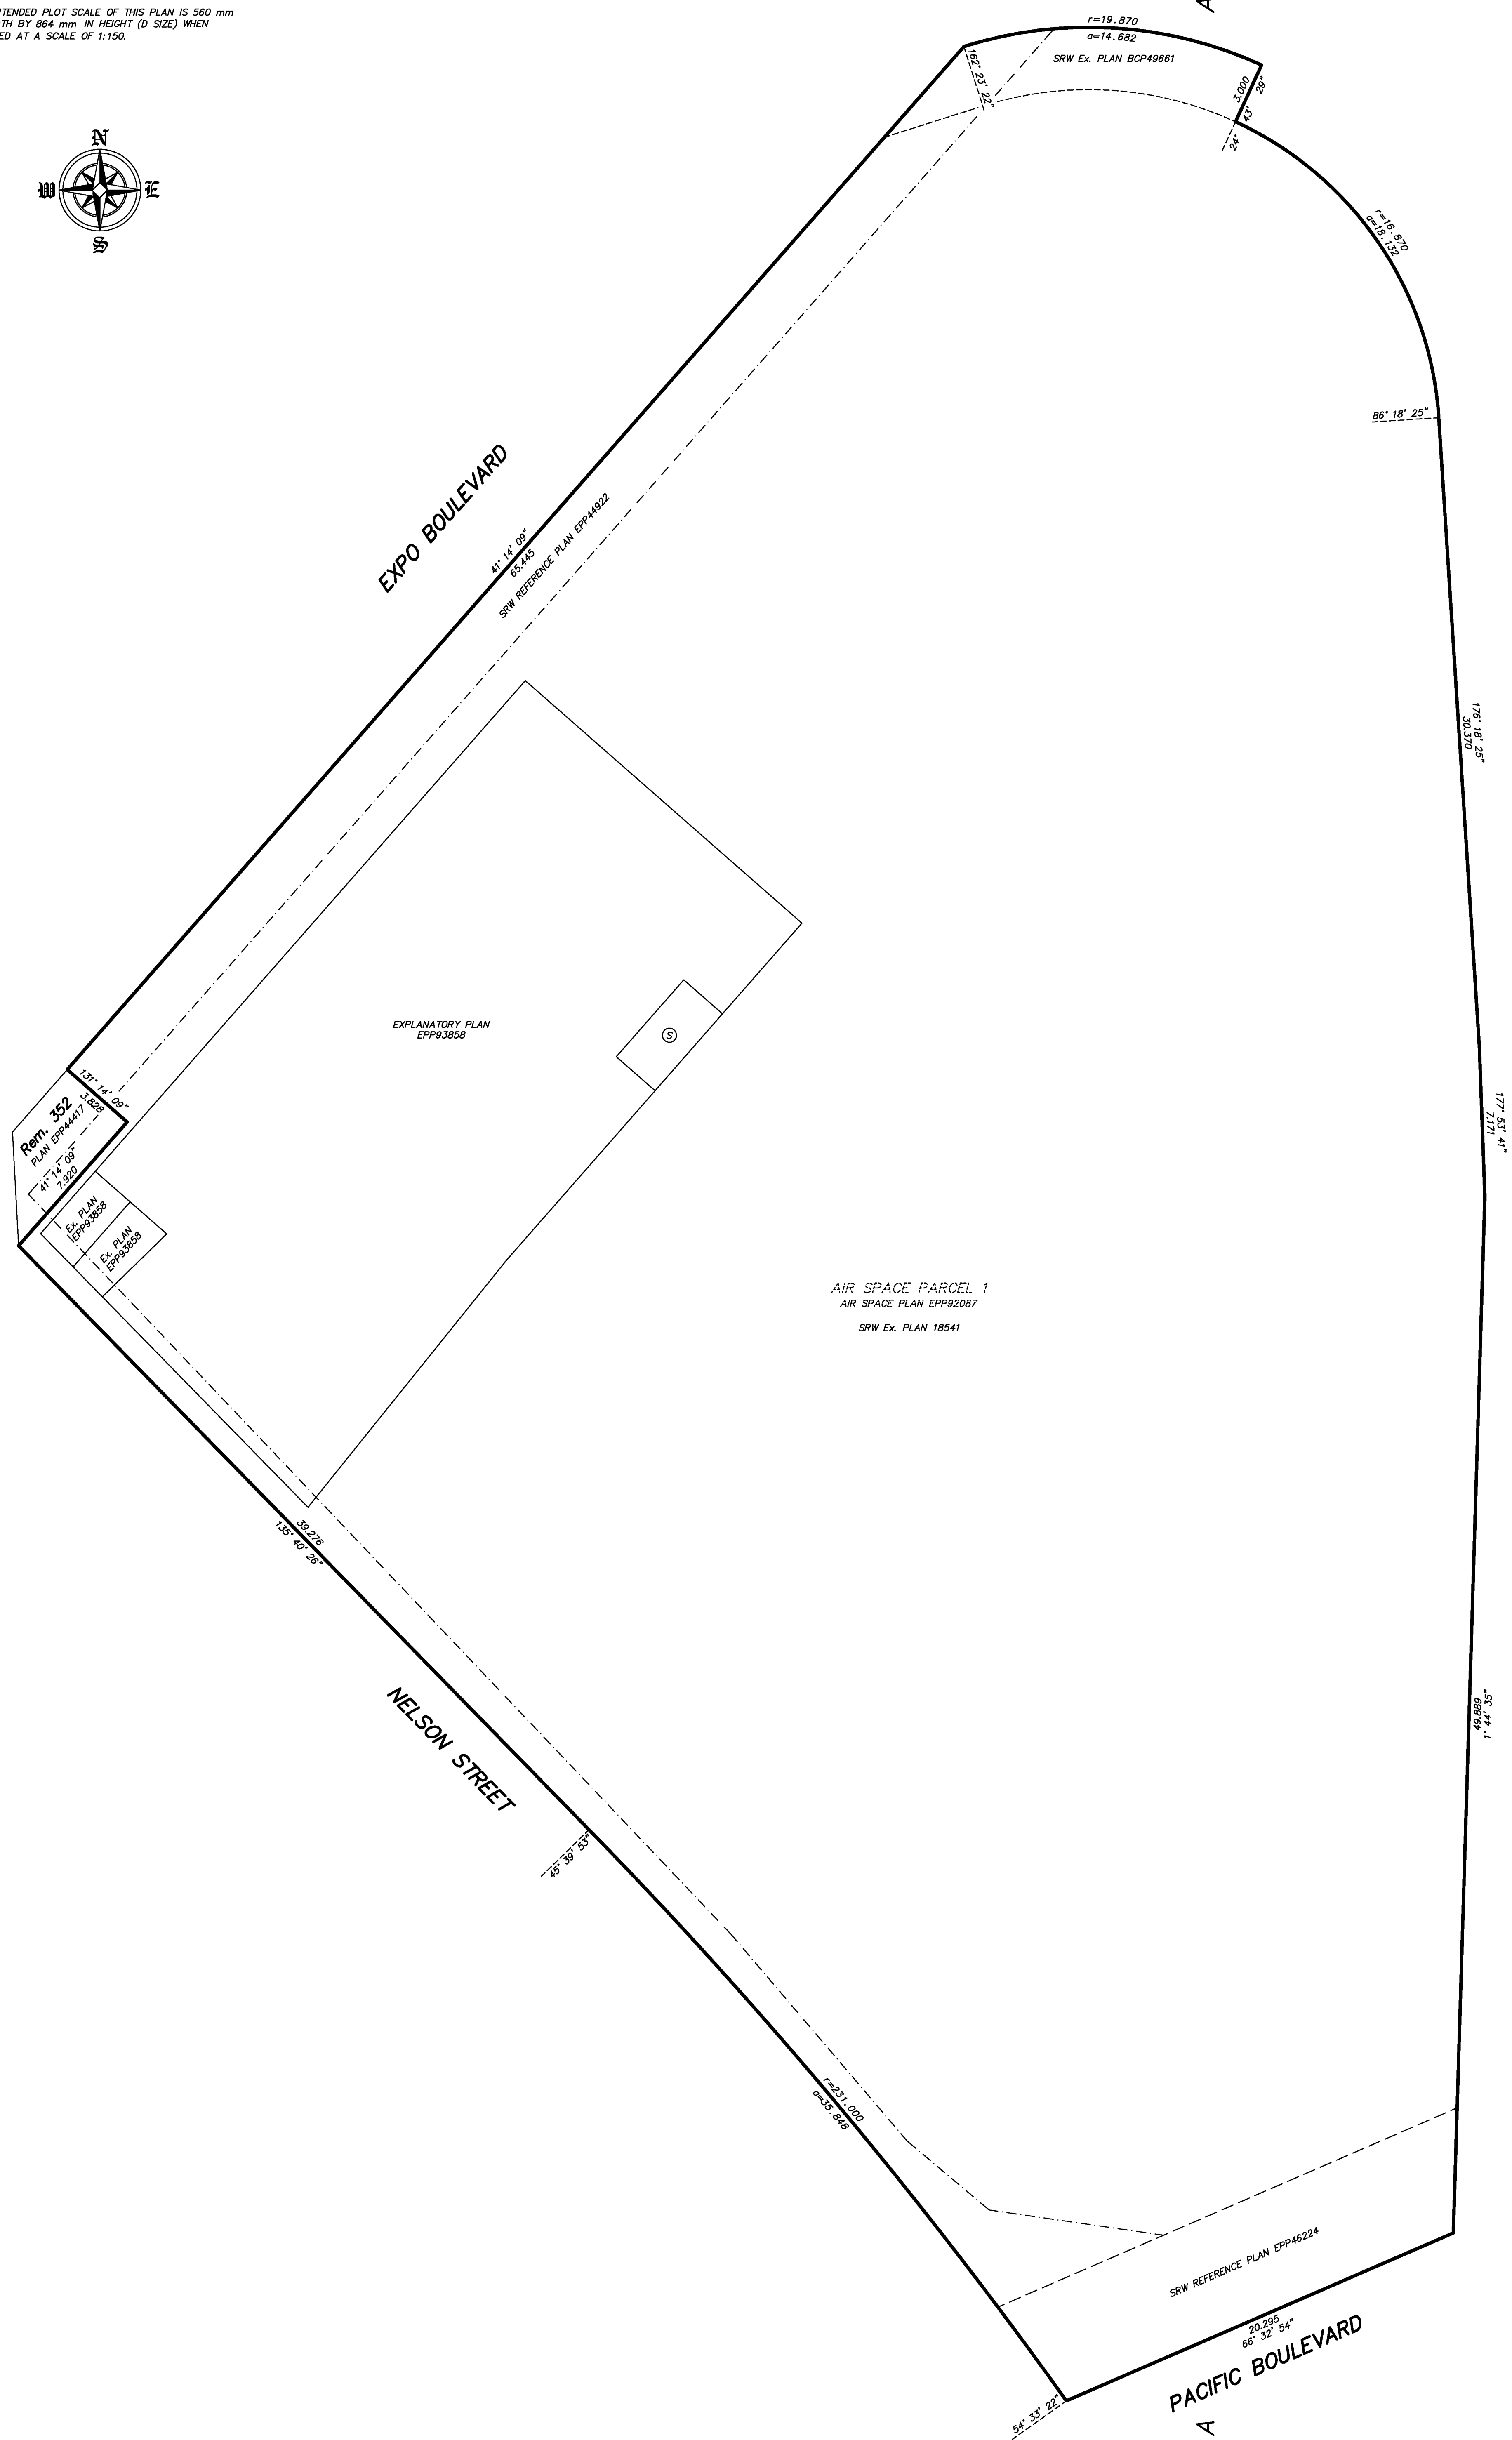 TENDED PLOT SCALE OF THIS PLAN IS 560 mm
TH BY 864 mm IN HEIGHT (D SIZE) WHEN
ED AT A SCALE OF 1:150.
A
r=19.870
a=14.682
SRW Ex. PLAN BCP49661
162° 23' 22"
3.000
24° 43' 29"
N
W
E
S
r=16.870
a=18.132
86° 18' 25"
EXPO BOULEVARD
41° 14' 09"
65.445
SRW REFERENCE PLAN EPP44922
176° 18' 25"
30.370
EXPLANATORY PLAN
EPP93858
S
131° 14' 09"
3.828
Rem. 352
PLAN EPP44417
41° 14' 09"
7.920
177° 53' 41"
7.171
Ex. PLAN
EPP93858
Ex. PLAN
EPP93858
AIR SPACE PARCEL 1
AIR SPACE PLAN EPP92087
SRW Ex. PLAN 18541
39.276
135° 40' 26"
NELSON STREET
49.889
1° 44' 35"
45° 39' 53"
r=231.000
a=35.848
SRW REFERENCE PLAN EPP46224
20.295
66° 32' 54"
PACIFIC BOULEVARD
54° 33' 22"
A